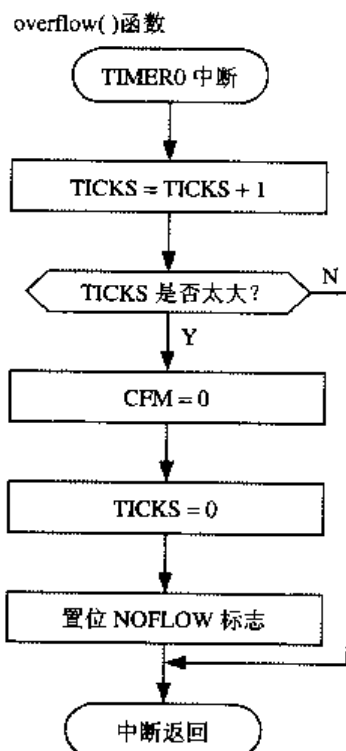 overflow( )函数
TIMER0 中断
TICKS = TICKS + 1
TICKS 是否太大?
N
Y
CFM = 0
TICKS = 0
置位 NOFLOW 标志
中断返回